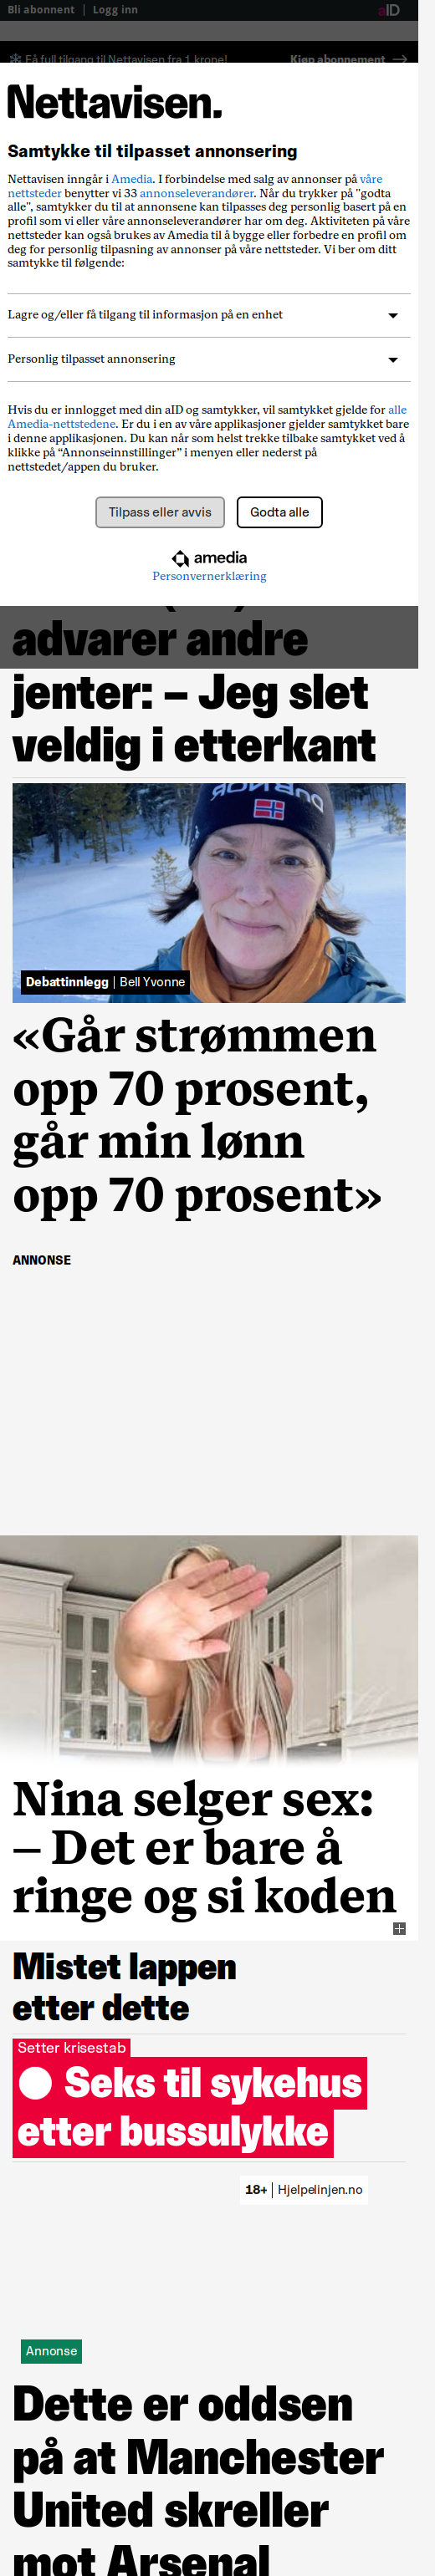 Bli abonnent | Logg inn
aID
Få full tilgang til Nettavisen fra 1 krone!
Kjøp abonnement →
Nettavisen.
Samtykke til tilpasset annonsering
Nettavisen inngår i Amedia. I forbindelse med salg av annonser på våre
nettsteder benytter vi 33 annonseleverandører. Når du trykker på "godta
alle", samtykker du til at annonsene kan tilpasses deg personlig basert på en
profil som vi eller våre annonseleverandører har om deg. Aktiviteten på våre
nettsteder kan også brukes av Amedia til å bygge eller forbedre en profil om
deg for personlig tilpasning av annonser på våre nettsteder. Vi ber om ditt
samtykke til følgende:
Lagre og/eller få tilgang til informasjon på en enhet
Personlig tilpasset annonsering
Hvis du er innlogget med din aID og samtykker, vil samtykket gjelde for alle
Amedia-nettstedene. Er du i en av våre applikasjoner gjelder samtykket bare
i denne applikasjonen. Du kan når som helst trekke tilbake samtykket ved å
klikke på “Annonseinnstillinger” i menyen eller nederst på
nettstedet/appen du bruker.
Tilpass eller avvis
Godta alle
amedia
Personvernerklæring
advarer andre
jenter: – Jeg slet
veldig i etterkant
Debattinnlegg | Bell Yvonne
«Går strømmen
opp 70 prosent,
går min lønn
opp 70 prosent»
ANNONSE
Nina selger sex:
– Det er bare å
ringe og si koden
Mistet lappen
etter dette
Setter krisestab
Seks til sykehus
etter bussulykke
18+ | Hjelpelinjen.no
Annonse
Dette er oddsen
på at Manchester
United skreller
mot Arsenal